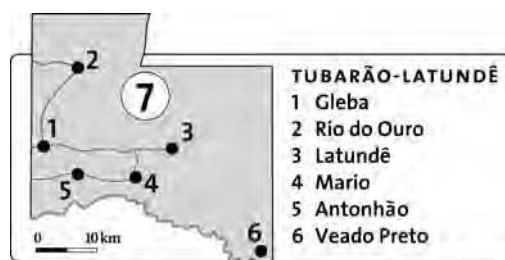 TUBARÃO-LATUNDÊ
1 Gleba
2 Rio do Ouro
3 Latundê
4 Mario
5 Antonhão
6 Veado Preto
2
7
1
3
5
4
6
0 10 km